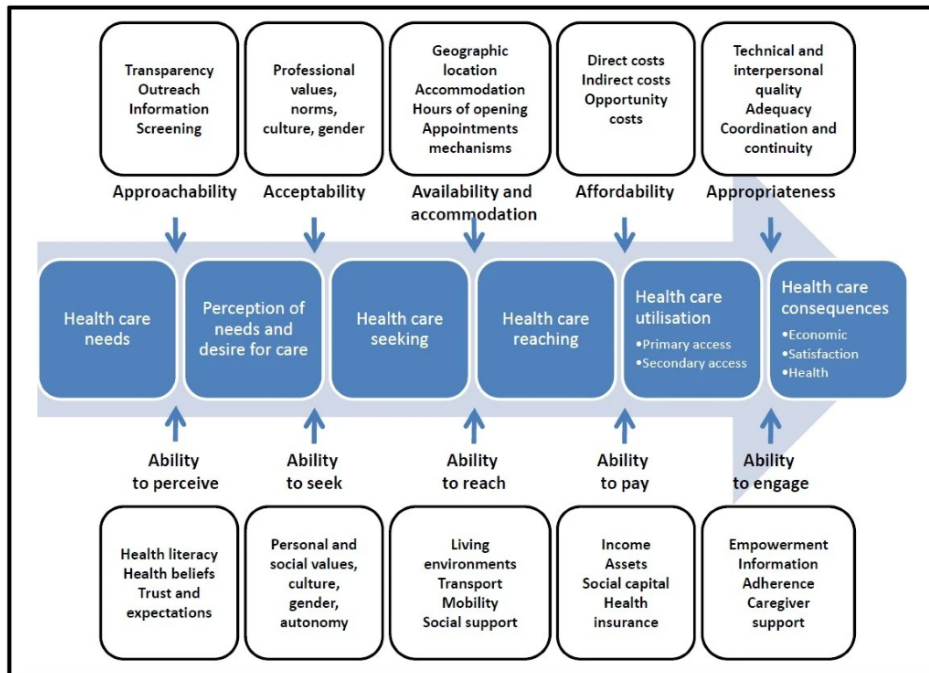 Transparency
Outreach
Information
Screening
Professional
values,
norms,
culture, gender
Geographic
location
Accommodation
Hours of opening
Appointments
mechanisms
Direct costs
Indirect costs
Opportunity
costs
Technical and
interpersonal
quality
Adequacy
Coordination and
continuity
Approachability
Acceptability
Availability and
accommodation
Affordability
Appropriateness
Health care
needs
Perception of
needs and
desire for care
Health care
seeking
Health care
reaching
Health care
utilisation
•Primary access
•Secondary access
Health care
consequences
•Economic
•Satisfaction
•Health
Ability
to perceive
Ability
to seek
Ability
to reach
Ability
to pay
Ability
to engage
Health literacy
Health beliefs
Trust and
expectations
Personal and
social values,
culture,
gender,
autonomy
Living
environments
Transport
Mobility
Social support
Income
Assets
Social capital
Health
insurance
Empowerment
Information
Adherence
Caregiver
support